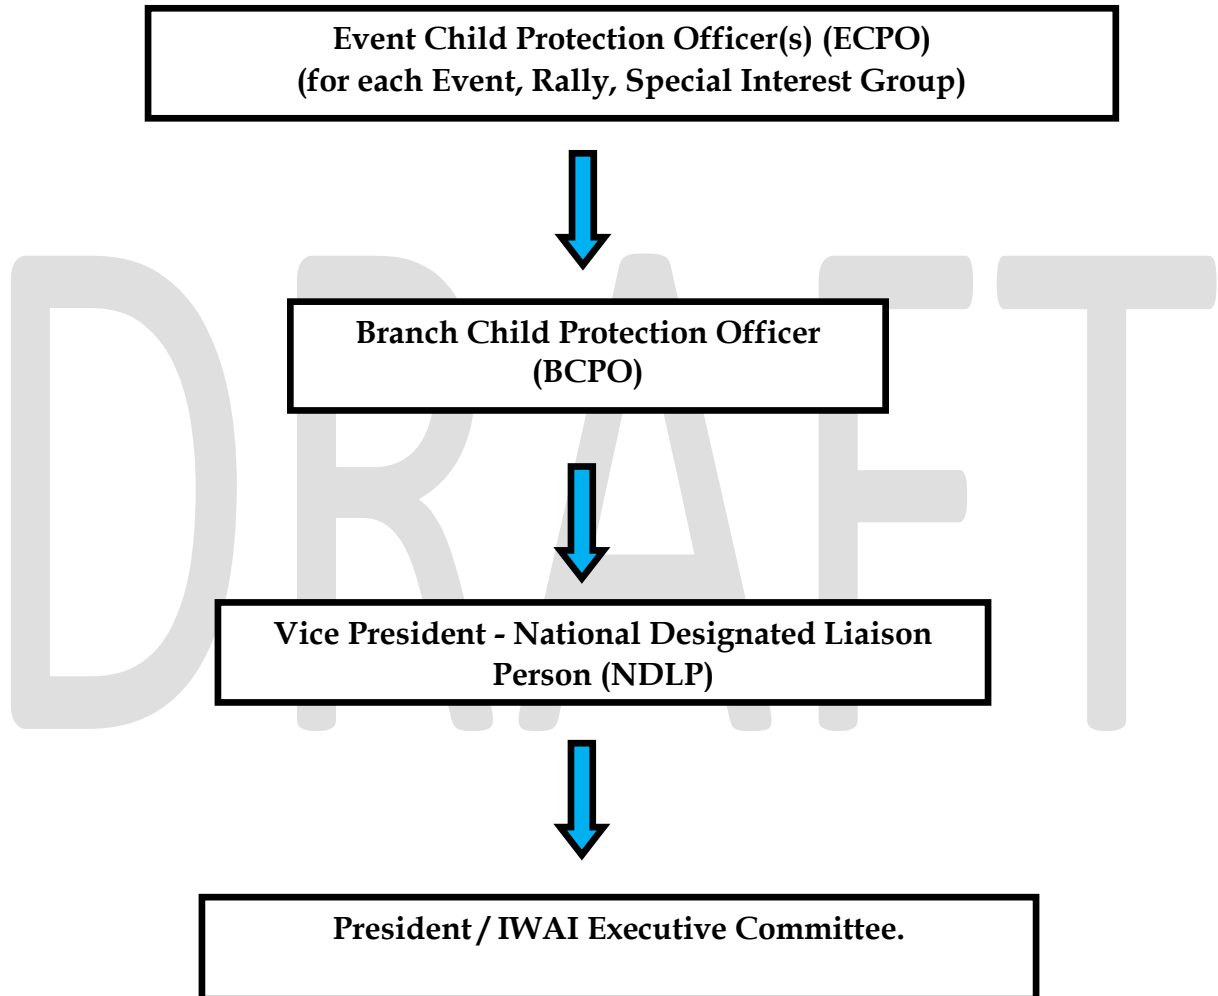 Event Child Protection Officer(s) (ECPO)
(for each Event, Rally, Special Interest Group)
Branch Child Protection Officer
(BCPO)
Vice President - National Designated Liaison
Person (NDLP)
President / IWAI Executive Committee.
DRAFT